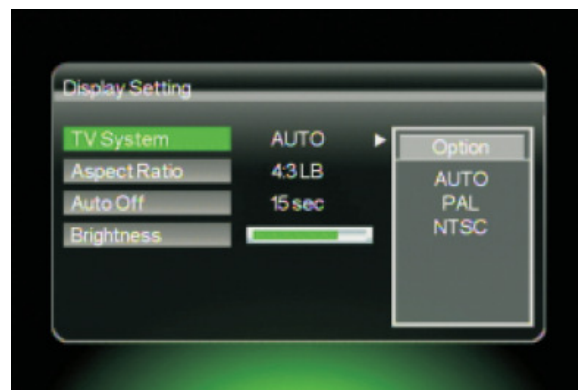 Display Setting
TV System AUTO
Aspect Ratio 4:3 LB
Auto Off 15 sec
Brightness
Option
AUTO
PAL
NTSC